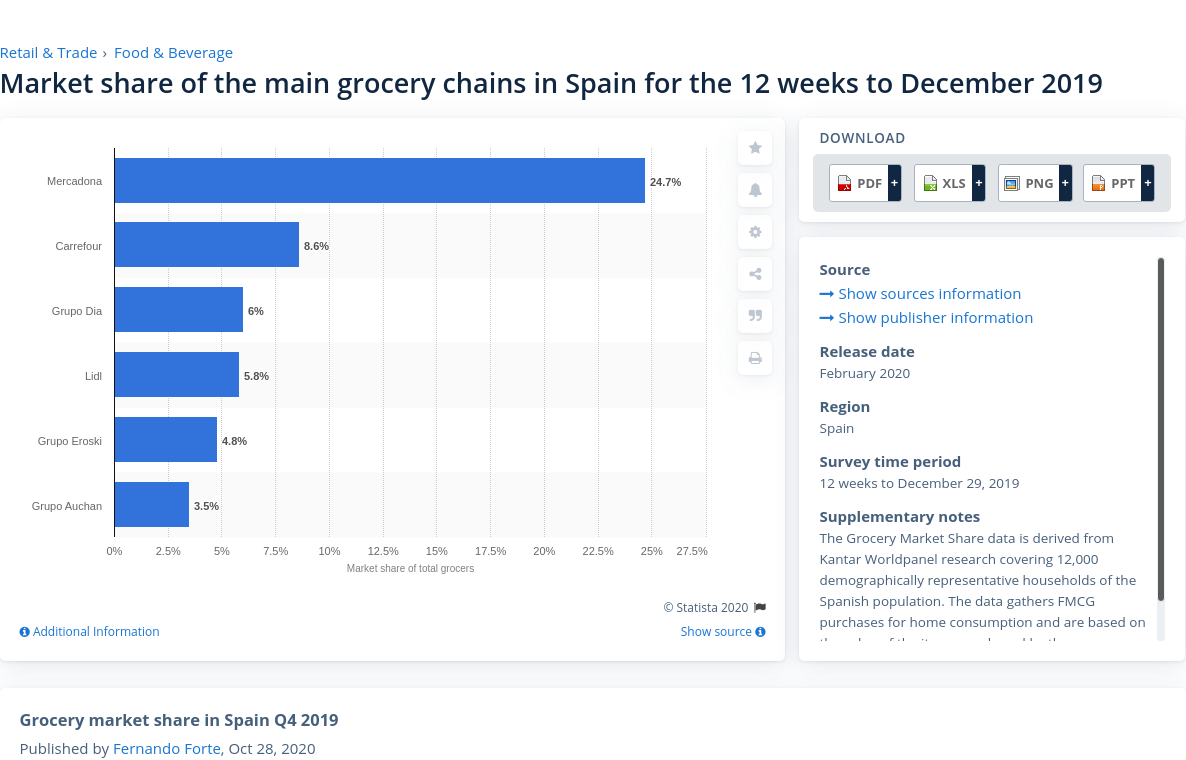 Retail & Trade › Food & Beverage
Market share of the main grocery chains in Spain for the 12 weeks to December 2019
Mercadona 24.7%
Carrefour 8.6%
Grupo Dia 6%
Lidl 5.8%
Grupo Eroski 4.8%
Grupo Auchan 3.5%
0% 2.5% 5% 7.5% 10% 12.5% 15% 17.5% 20% 22.5% 25% 27.5%
Market share of total grocers
© Statista 2020
Additional Information Show source
DOWNLOAD
PDF + XLS + PNG + PPT +
Source
Show sources information
Show publisher information
Release date
February 2020
Region
Spain
Survey time period
12 weeks to December 29, 2019
Supplementary notes
The Grocery Market Share data is derived from
Kantar Worldpanel research covering 12,000
demographically representative households of the
Spanish population. The data gathers FMCG
purchases for home consumption and are based on
Grocery market share in Spain Q4 2019
Published by Fernando Forte, Oct 28, 2020